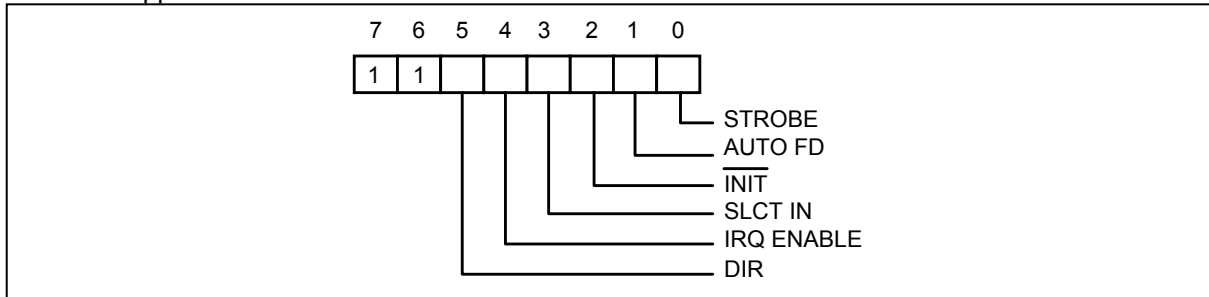 7 6 5 4 3 2 1 0
1 1
STROBE
AUTO FD
INIT
SLCT IN
IRQ ENABLE
DIR